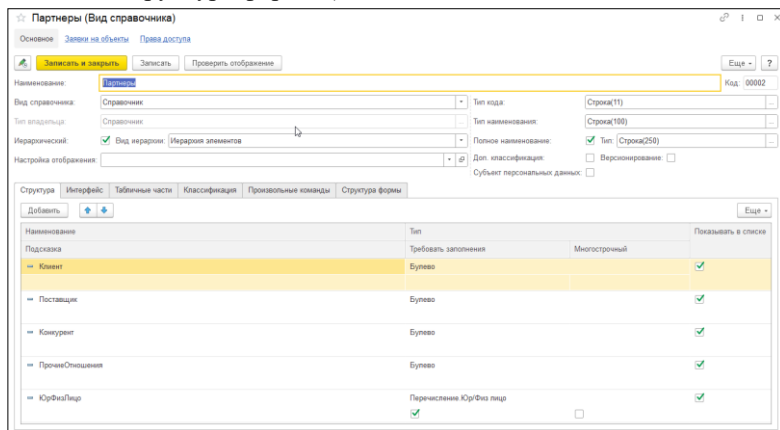 Партнеры (Вид справочника)
Основное Заявки на объекты Права доступа
Записать и закрыть Записать Проверить отображение Еще ?
Наименование: Партнеры Код: 00002
Вид справочника: Справочник Тип кода: Строка(11)
Тип владельца: Справочник Тип наименования: Строка(100)
Иерархический: Вид иерархии: Иерархия элементов Полное наименование: Тип: Строка(250)
Настройка отображения: Доп. классификация: Версионирование:
Субъект персональных данных:
Структура Интерфейс Табличные части Классификация Произвольные команды Структура формы
Добавить Еще
Наименование Тип Показывать в списке
Подсказка Требовать заполнения Многострочный
Клиент Булево
Поставщик Булево
Конкурент Булево
ПрочиеОтношения Булево
ЮрФизЛицо Перечисление.Юр/Физ лицо